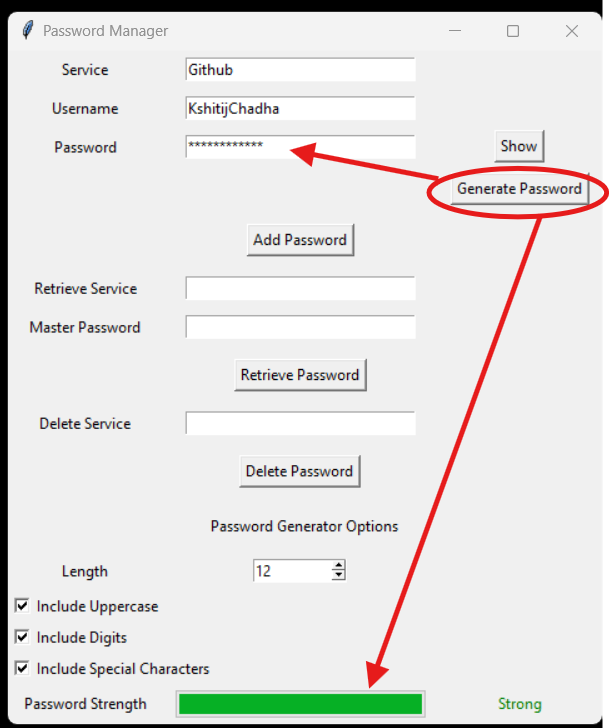 Password Manager
Service Github
Username KshitijChadha
Password ************ Show
Generate Password
Add Password
Retrieve Service
Master Password
Retrieve Password
Delete Service
Delete Password
Password Generator Options
Length 12
Include Uppercase
Include Digits
Include Special Characters
Password Strength Strong